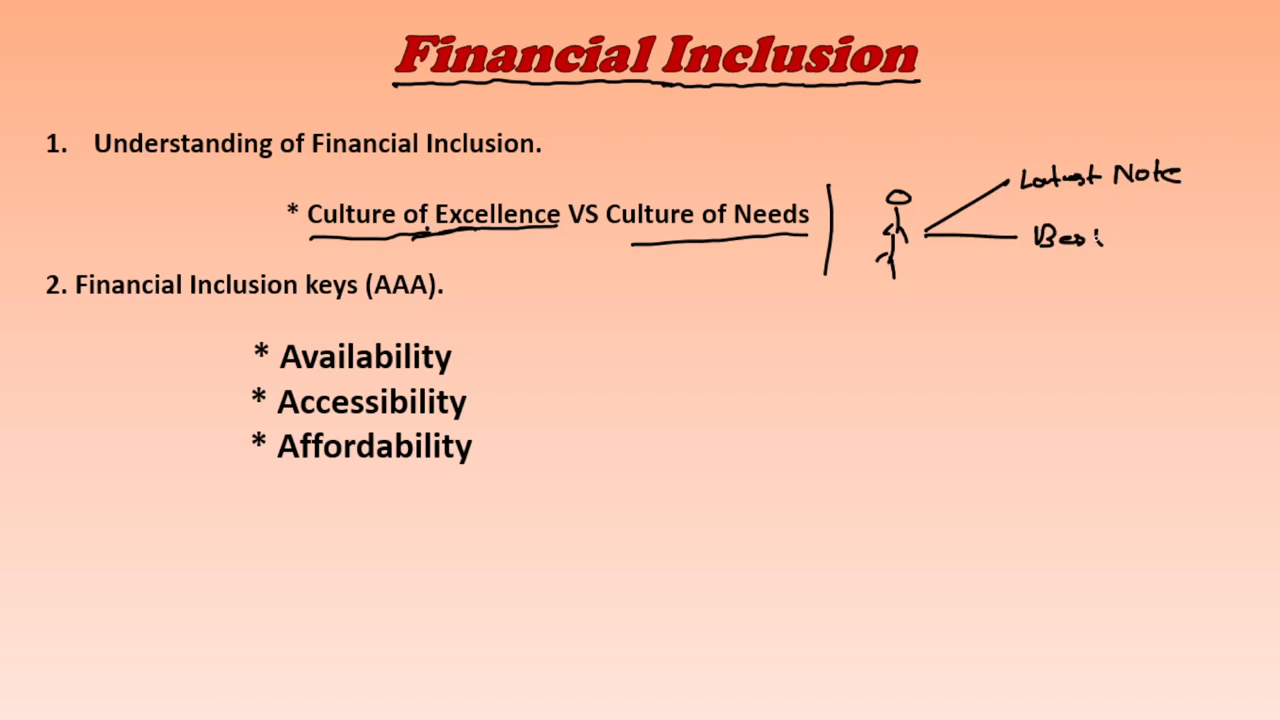 Financial Inclusion
1. Understanding of Financial Inclusion.
* Culture of Excellence VS Culture of Needs
Latest Note
2. Financial Inclusion keys (AAA).
* Availability
* Accessibility
* Affordability